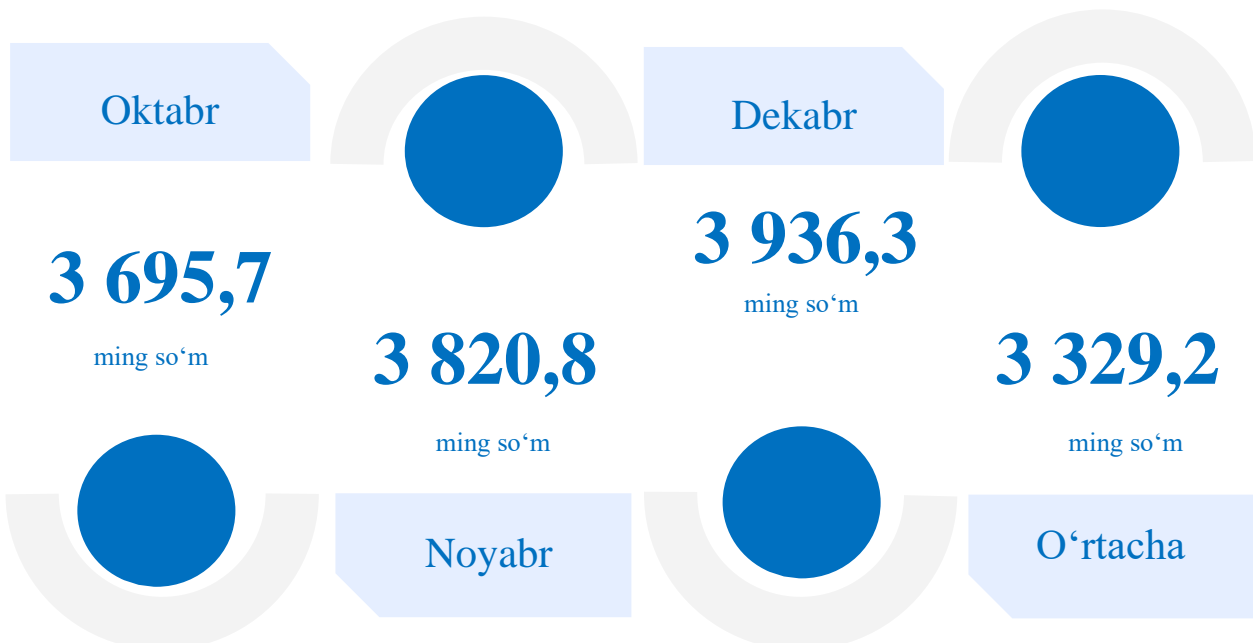 Oktabr
3 695,7
ming so‘m
3 820,8
ming so‘m
Noyabr
Dekabr
3 936,3
ming so‘m
3 329,2
ming so‘m
O‘rtacha